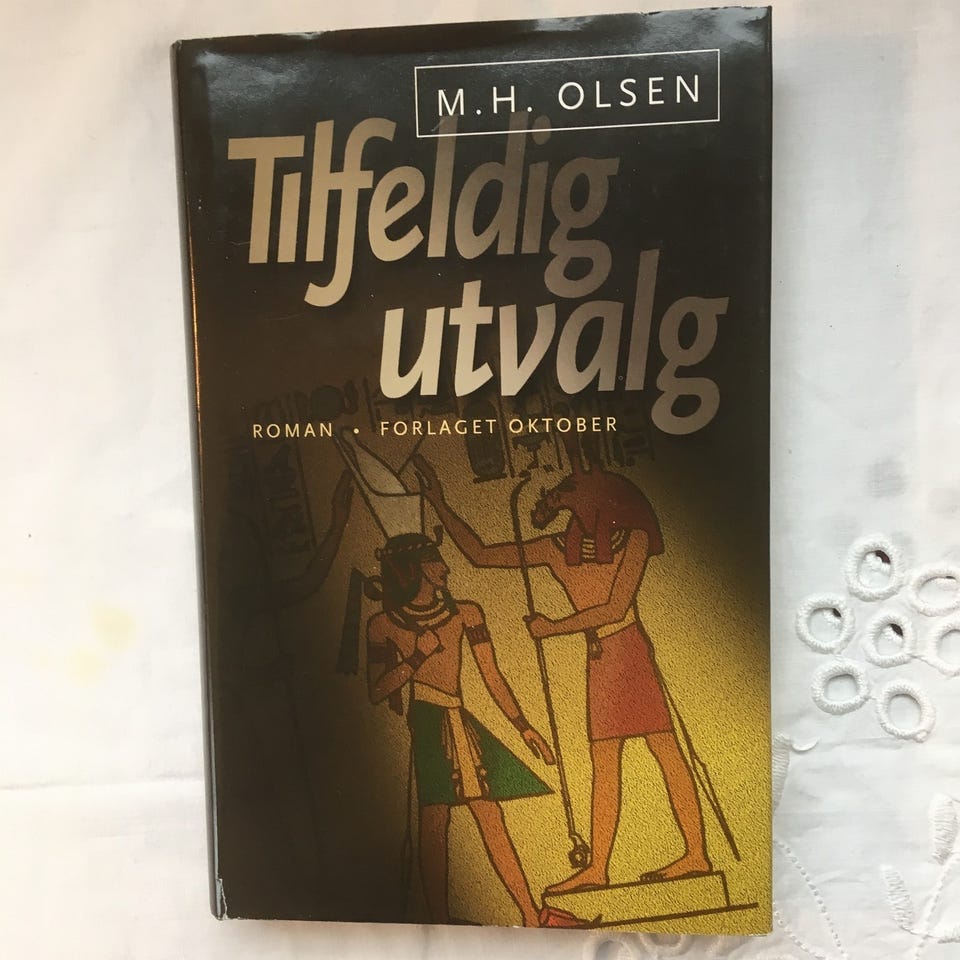 M.H. OLSEN
Tilfeldig
utvalg
ROMAN • FORLAGET OKTOBER